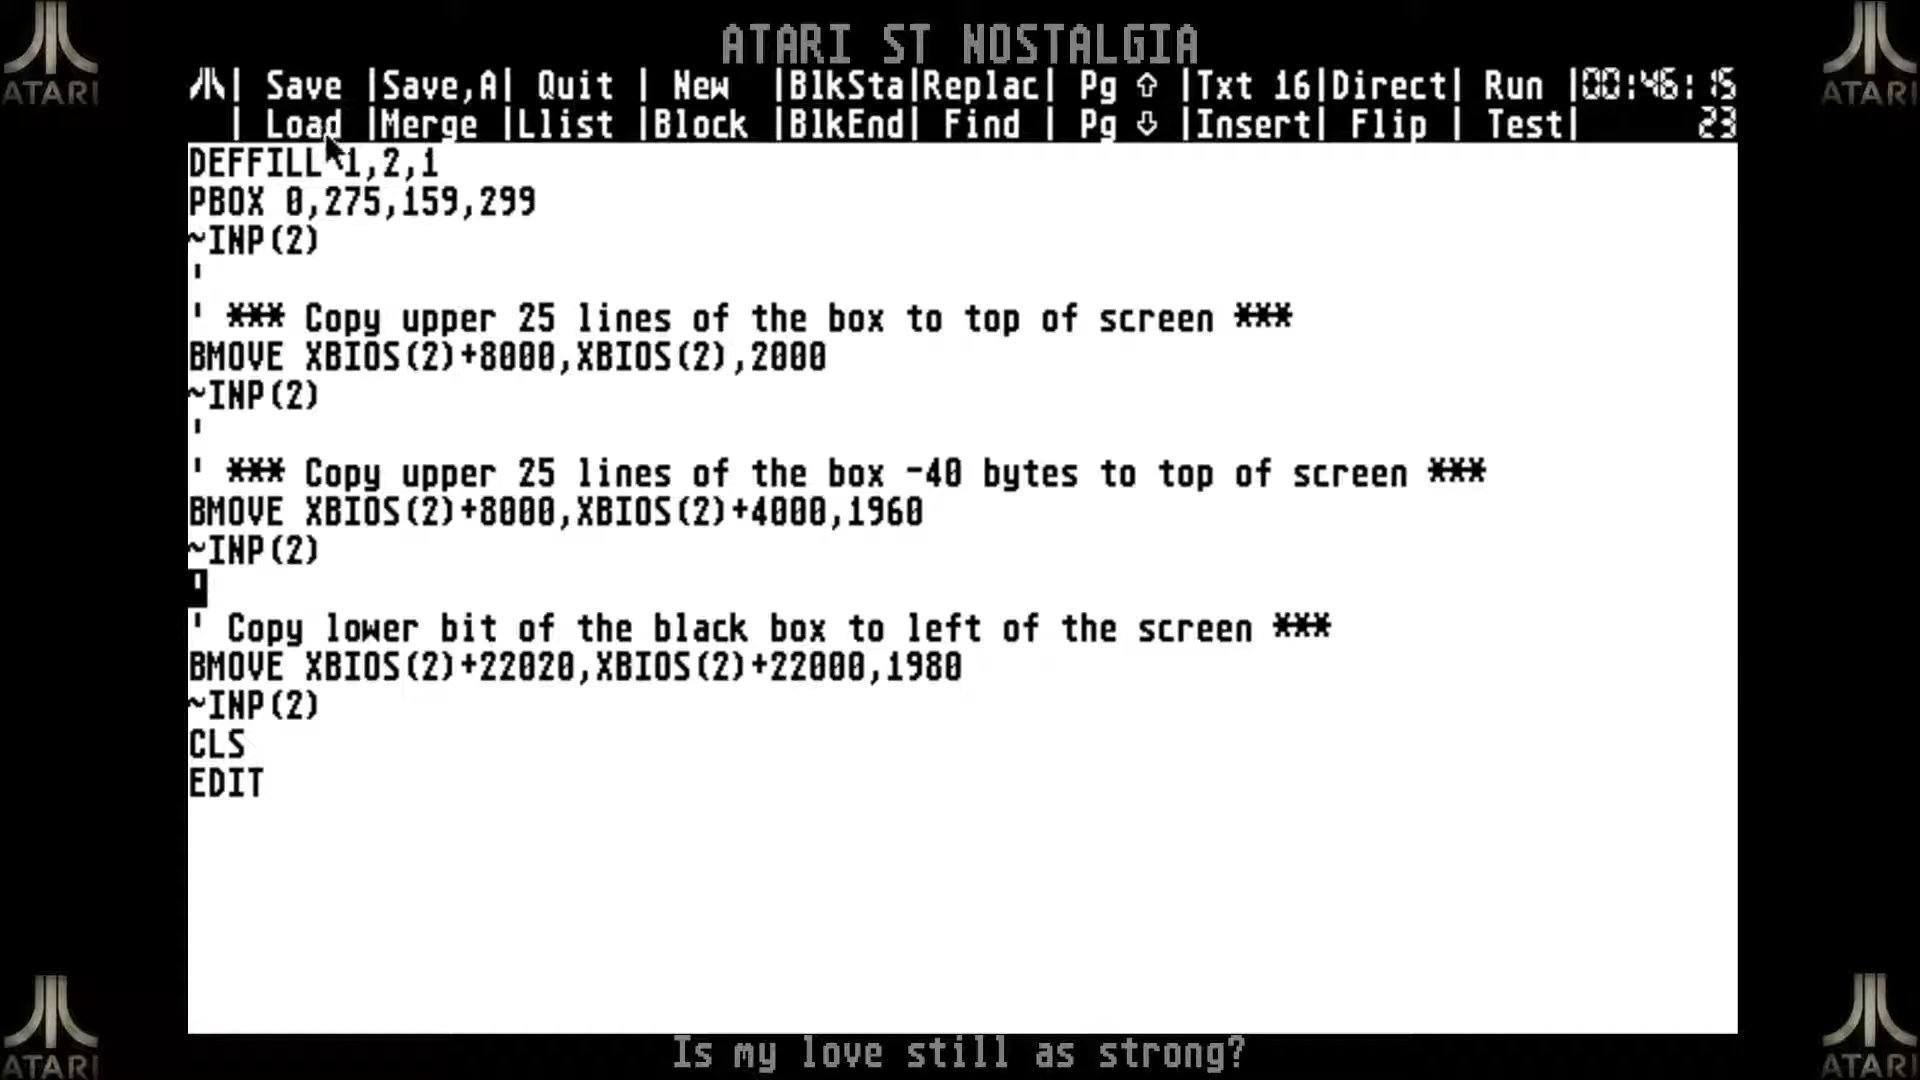 ATARI ST NOSTALGIA
ATARI
ATARI
| Save |Save,A| Quit | New |BlkSta|Replac| Pg ⇧ |Txt 16|Direct| Run |00:46:15
| Load |Merge |Llist |Block |BlkEnd| Find | Pg ⇩ |Insert| Flip | Test| 23
DEFFILL 1,2,1
PBOX 0,275,159,299
~INP(2)
'
' *** Copy upper 25 lines of the box to top of screen ***
BMOVE XBIOS(2)+8000,XBIOS(2),2000
~INP(2)
'
' *** Copy upper 25 lines of the box -40 bytes to top of screen ***
BMOVE XBIOS(2)+8000,XBIOS(2)+4000,1960
~INP(2)
'
' Copy lower bit of the black box to left of the screen ***
BMOVE XBIOS(2)+22020,XBIOS(2)+22000,1980
~INP(2)
CLS
EDIT
Is my love still as strong?
ATARI
ATARI